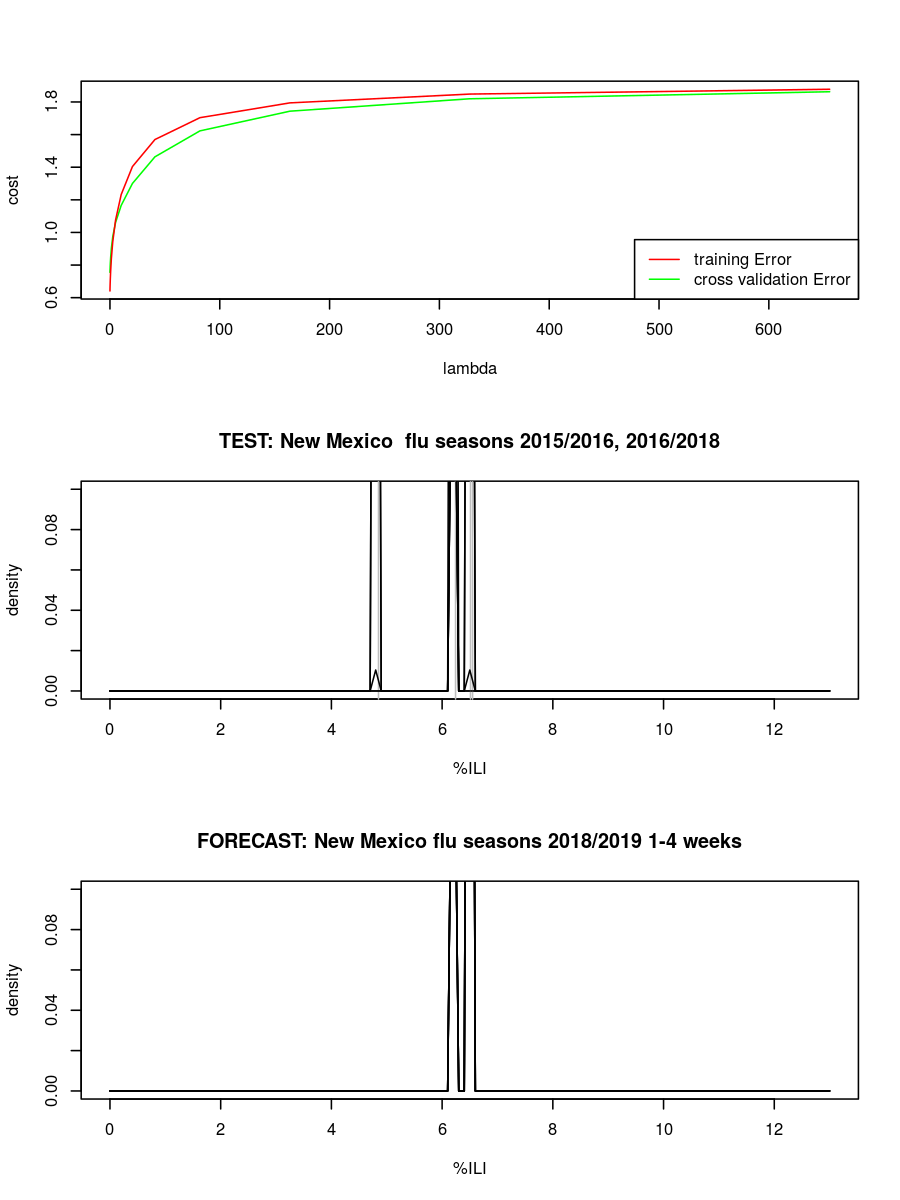 1.8
1.4
1.0
0.6
cost
training Error
cross validation Error
0 100 200 300 400 500 600
lambda
TEST: New Mexico  flu seasons 2015/2016, 2016/2018
0.08
0.04
0.00
density
0 2 4 6 8 10 12
%ILI
FORECAST: New Mexico flu seasons 2018/2019 1-4 weeks
0.08
0.04
0.00
density
0 2 4 6 8 10 12
%ILI